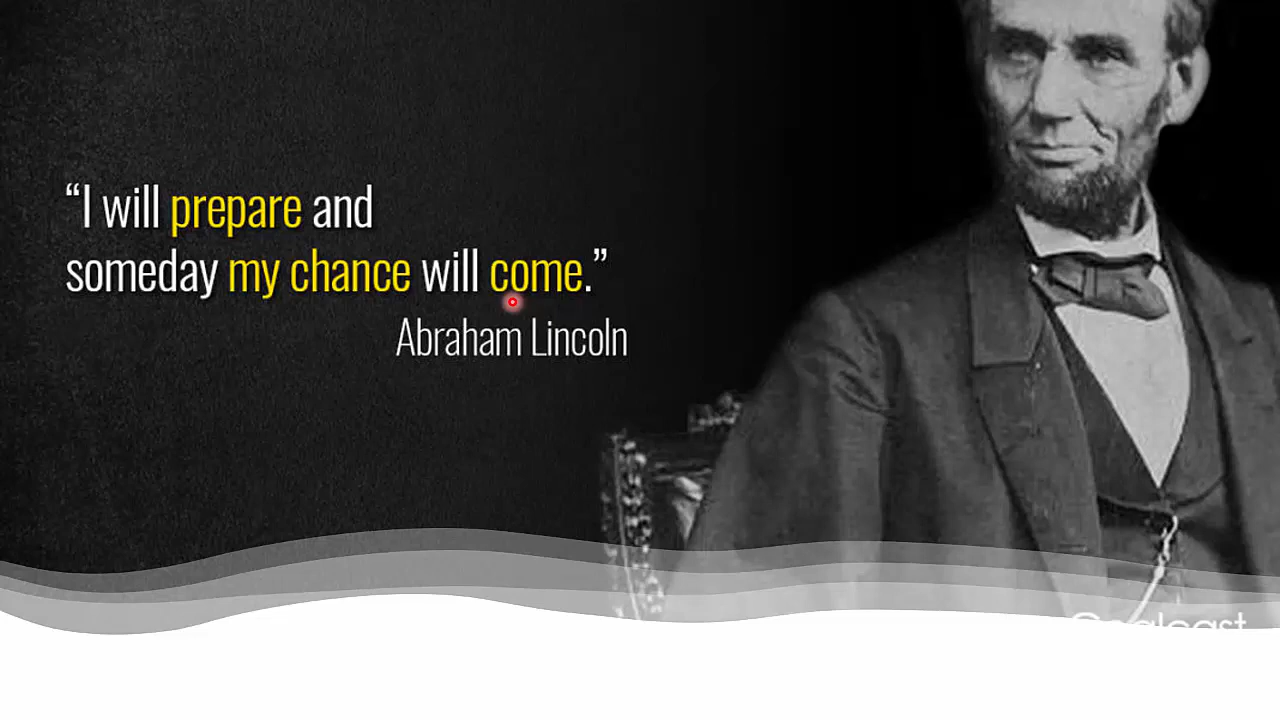 “I will prepare and
someday my chance will come.”
Abraham Lincoln